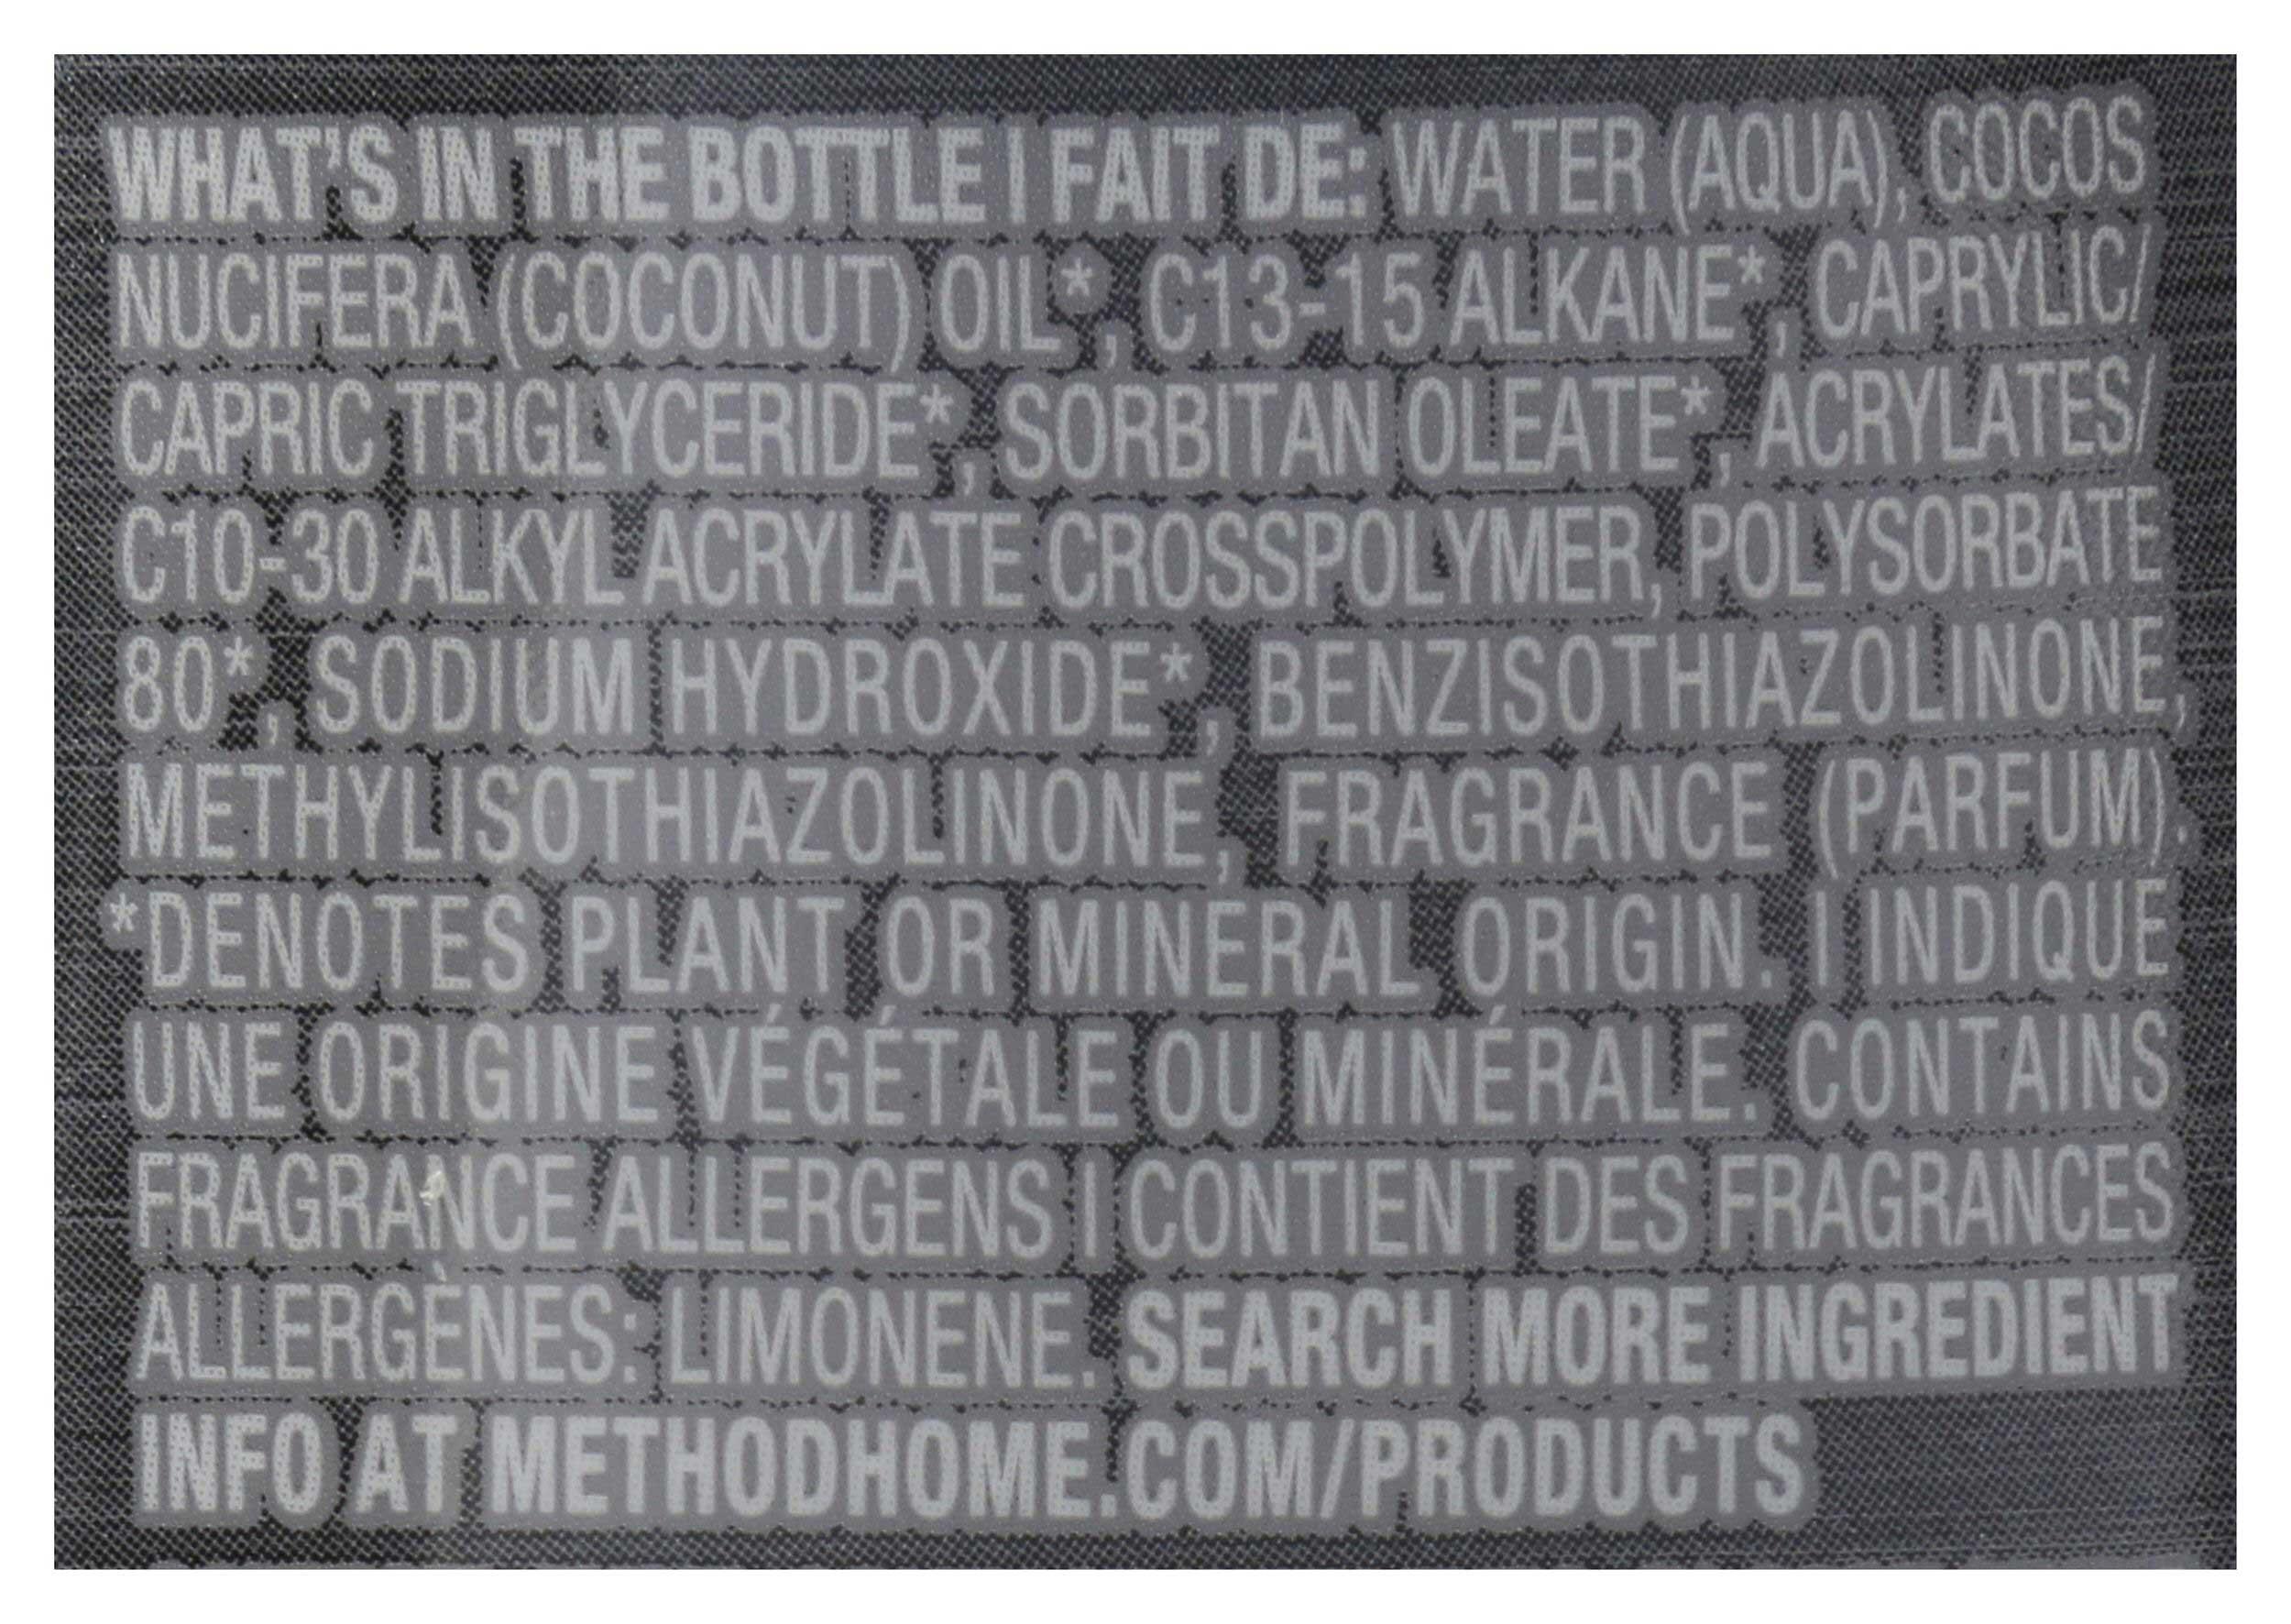 WHAT'S IN THE BOTTLE | FAIT DE: WATER (AQUA), COCOS
NUCIFERA (COCONUT) OIL*, C13-15 ALKANE*, CAPRYLIC/
CAPRIC TRIGLYCERIDE*, SORBITAN OLEATE*, ACRYLATES/
C10-30 ALKYL ACRYLATE CROSSPOLYMER, POLYSORBATE
80*, SODIUM HYDROXIDE*, BENZISOTHIAZOLINONE,
METHYLISOTHIAZOLINONE, FRAGRANCE (PARFUM).
*DENOTES PLANT OR MINERAL ORIGIN. | INDIQUE
UNE ORIGINE VÉGÉTALE OU MINÉRALE. CONTAINS
FRAGRANCE ALLERGENS | CONTIENT DES FRAGRANCES
ALLERGÈNES: LIMONENE. SEARCH MORE INGREDIENT
INFO AT METHODHOME.COM/PRODUCTS